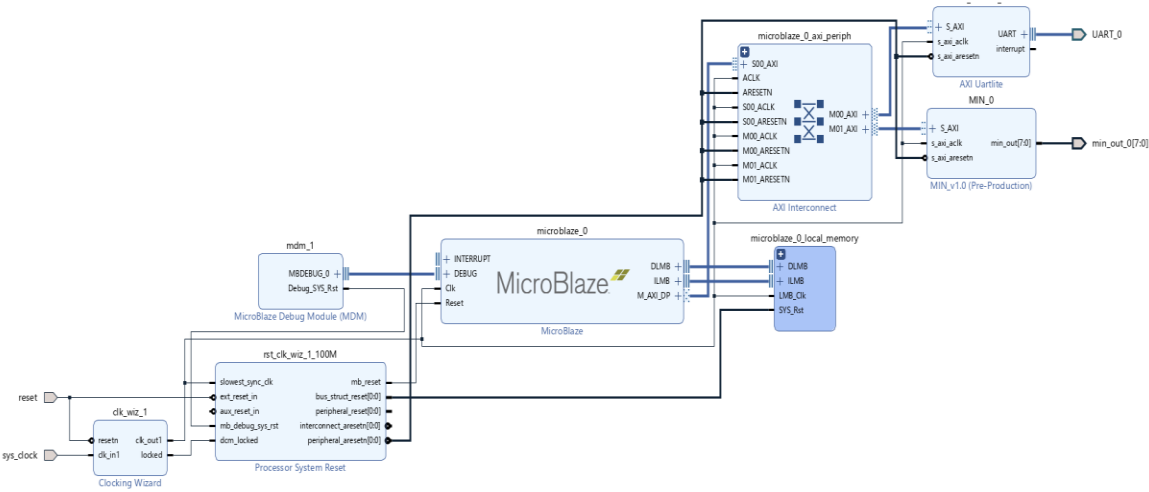 microblaze_0_axi_periph
S00_AXI
ACLK
ARESETN
S00_ACLK
S00_ARESETN
M00_ACLK
M00_ARESETN
M01_ACLK
M01_ARESETN
M00_AXI
M01_AXI
AXI Interconnect
S_AXI
s_axi_aclk
s_axi_aresetn
UART
interrupt
AXI Uartlite
UART_0
MIN_0
S_AXI
s_axi_aclk
s_axi_aresetn
min_out[7:0]
MIN_v1.0 (Pre-Production)
min_out_0[7:0]
mdm_1
MBDEBUG_0
Debug_SYS_Rst
MicroBlaze Debug Module (MDM)
microblaze_0
INTERRUPT
DEBUG
Clk
Reset
MicroBlaze
DLMB
ILMB
M_AXI_DP
MicroBlaze
microblaze_0_local_memory
DLMB
ILMB
LMB_Clk
SYS_Rst
rst_clk_wiz_1_100M
slowest_sync_clk
ext_reset_in
aux_reset_in
mb_debug_sys_rst
dcm_locked
mb_reset
bus_struct_reset[0:0]
peripheral_reset[0:0]
interconnect_aresetn[0:0]
peripheral_aresetn[0:0]
Processor System Reset
reset
sys_clock
clk_wiz_1
resetn
clk_in1
clk_out1
locked
Clocking Wizard